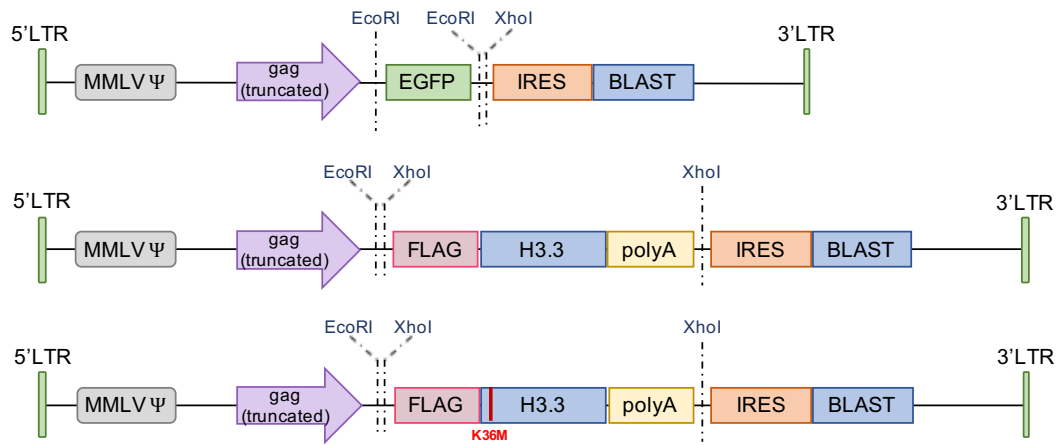 EcoRI EcoRI XhoI
5'LTR 3'LTR
MMLV Ψ gag EGFP IRES BLAST
(truncated)
EcoRI XhoI XhoI
5'LTR 3'LTR
MMLV Ψ gag FLAG H3.3 polyA IRES BLAST
(truncated)
EcoRI XhoI XhoI
5'LTR 3'LTR
MMLV Ψ gag FLAG H3.3 polyA IRES BLAST
(truncated)
K36M